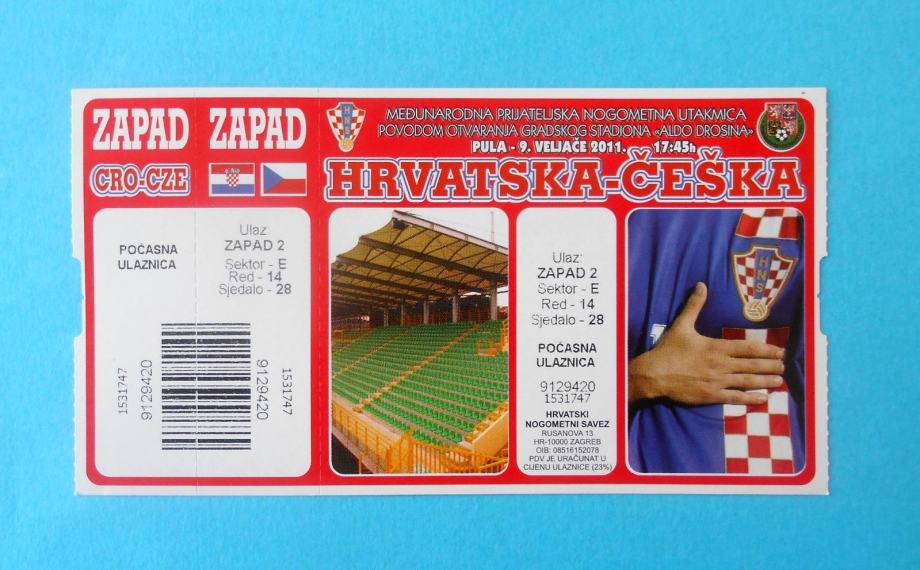 ZAPAD ZAPAD
CRO-CZE
MEĐUNARODNA PRIJATELJSKA NOGOMETNA UTAKMICA
POVODOM OTVARANJA GRADSKOG STADIONA «ALDO DROSINA»
PULA - 9. VELJAČE 2011. 17:45h
HRVATSKA-ČEŠKA
HNS
POČASNA
ULAZNICA
Ulaz:
ZAPAD 2
Sektor - E
Red - 14
Sjedalo - 28
1531747
9129420
9129420
1531747
Ulaz:
ZAPAD 2
Sektor - E
Red - 14
Sjedalo - 28
POČASNA
ULAZNICA
9129420
1531747
HRVATSKI
NOGOMETNI SAVEZ
RUSANOVA 13
HR-10000 ZAGREB
OIB: 08516152078
PDV JE URAČUNAT U
CIJENU ULAZNICE (23%)
HNS